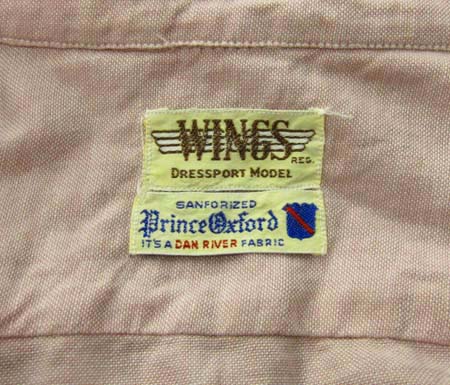 WINGS
REG.
DRESSPORT MODEL
SANFORIZED
Prince Oxford
IT'S A DAN RIVER FABRIC